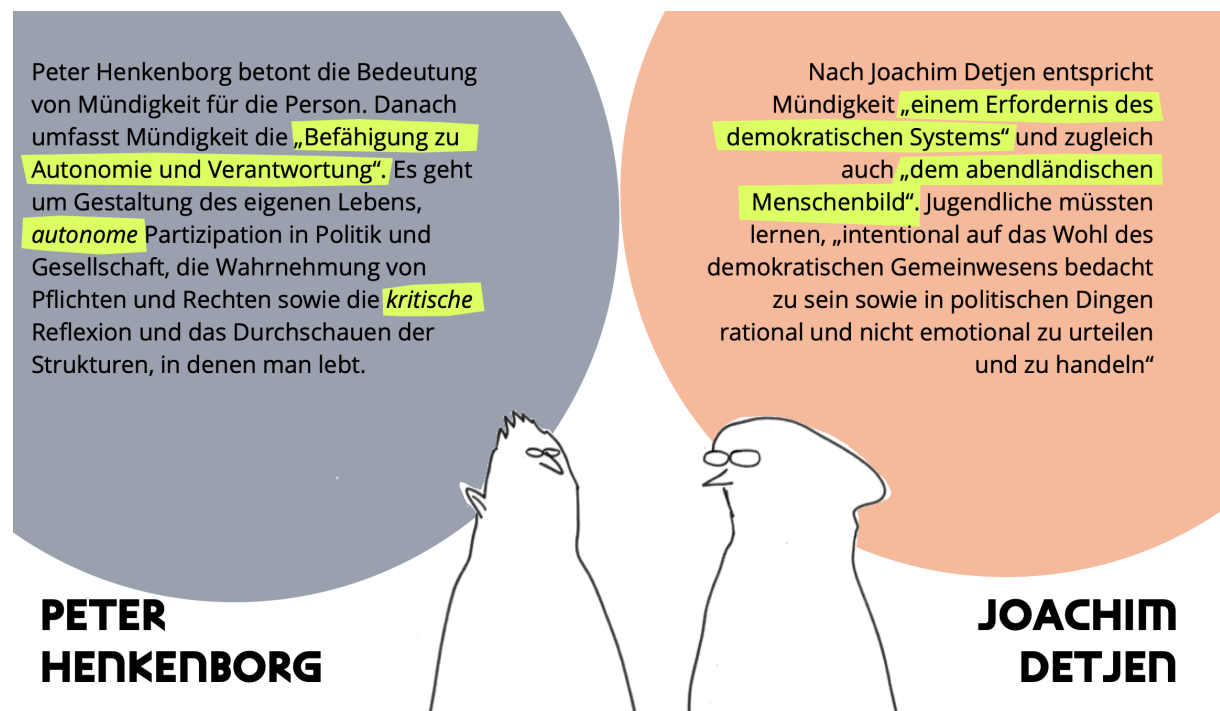 Peter Henkenborg betont die Bedeutung
von Mündigkeit für die Person. Danach
umfasst Mündigkeit die „Befähigung zu
Autonomie und Verantwortung“. Es geht
um Gestaltung des eigenen Lebens,
autonome Partizipation in Politik und
Gesellschaft, die Wahrnehmung von
Pflichten und Rechten sowie die kritische
Reflexion und das Durchschauen der
Strukturen, in denen man lebt.
Nach Joachim Detjen entspricht
Mündigkeit „einem Erfordernis des
demokratischen Systems“ und zugleich
auch „dem abendländischen
Menschenbild“. Jugendliche müssten
lernen, „intentional auf das Wohl des
demokratischen Gemeinwesens bedacht
zu sein sowie in politischen Dingen
rational und nicht emotional zu urteilen
und zu handeln“
PETER
HENKENBORG
JOACHIM
DETJEN